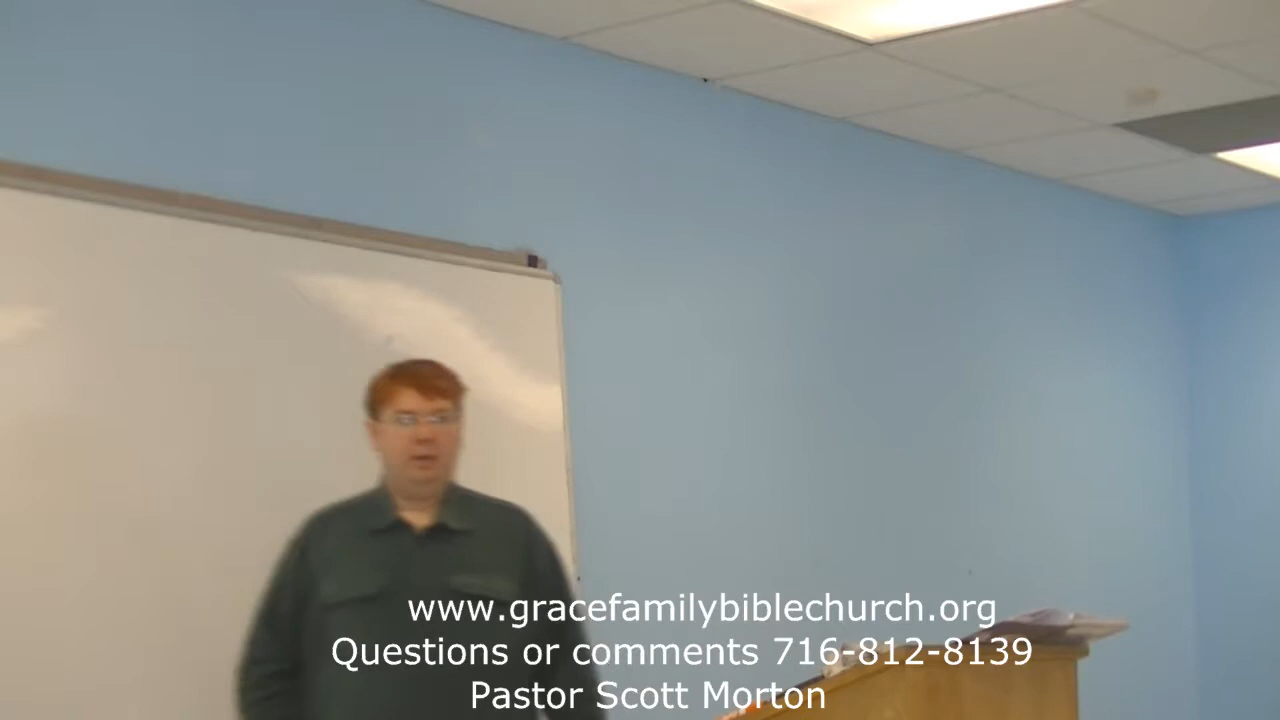 www.gracefamilybiblechurch.org
Questions or comments 716-812-8139
Pastor Scott Morton